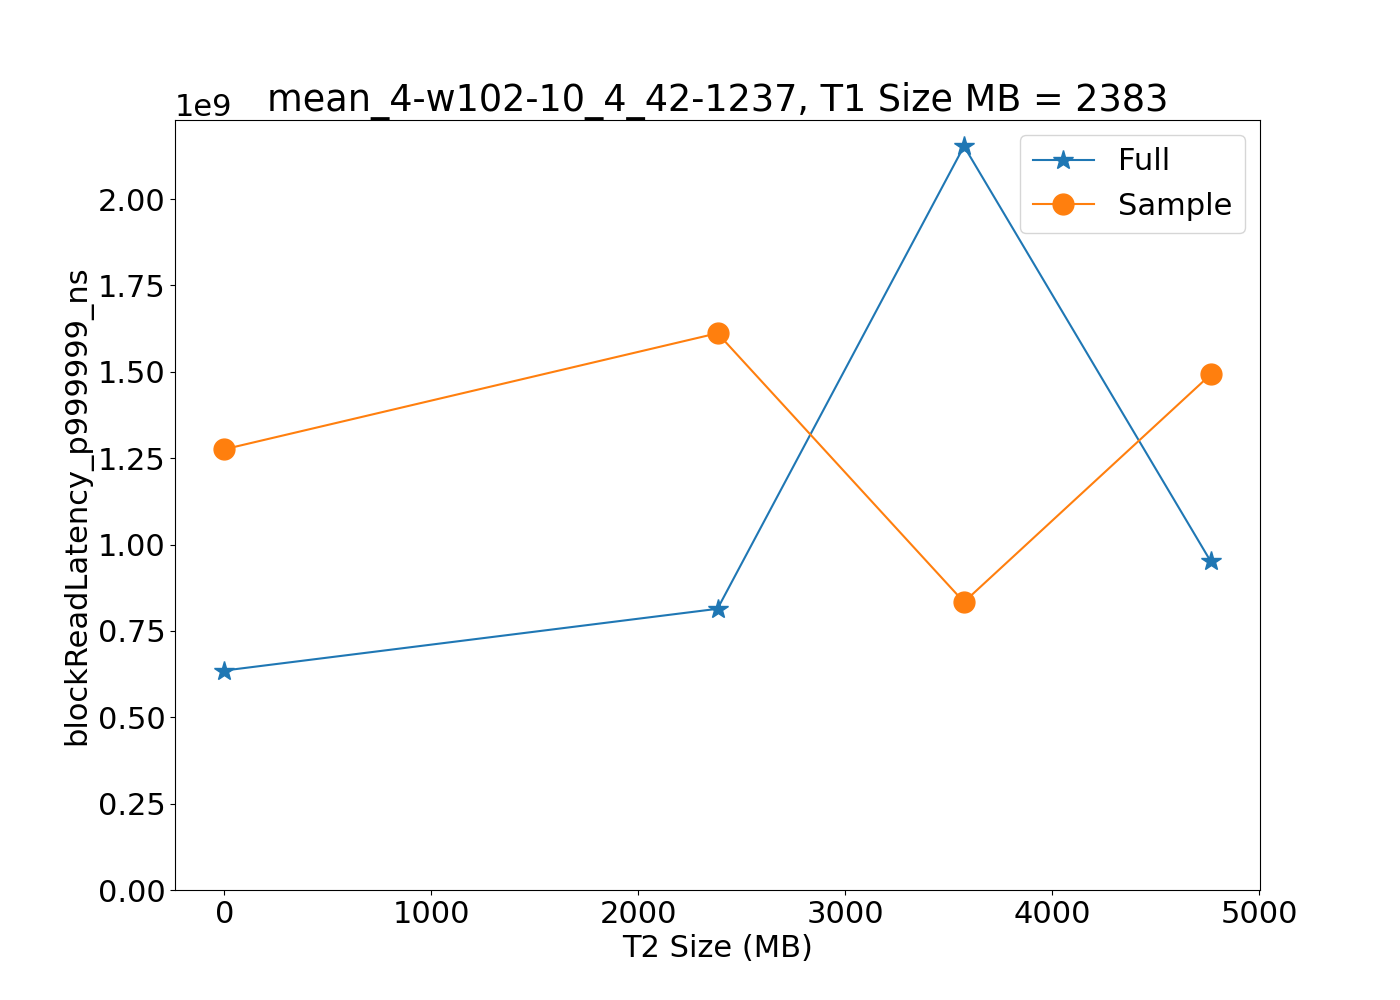 mean_4-w102-10_4_42-1237, T1 Size MB = 2383
1e9
Full
Sample
2.00
1.75
1.50
1.25
1.00
0.75
0.50
0.25
0.00
blockReadLatency_p999999_ns
0 1000 2000 3000 4000 5000
T2 Size (MB)